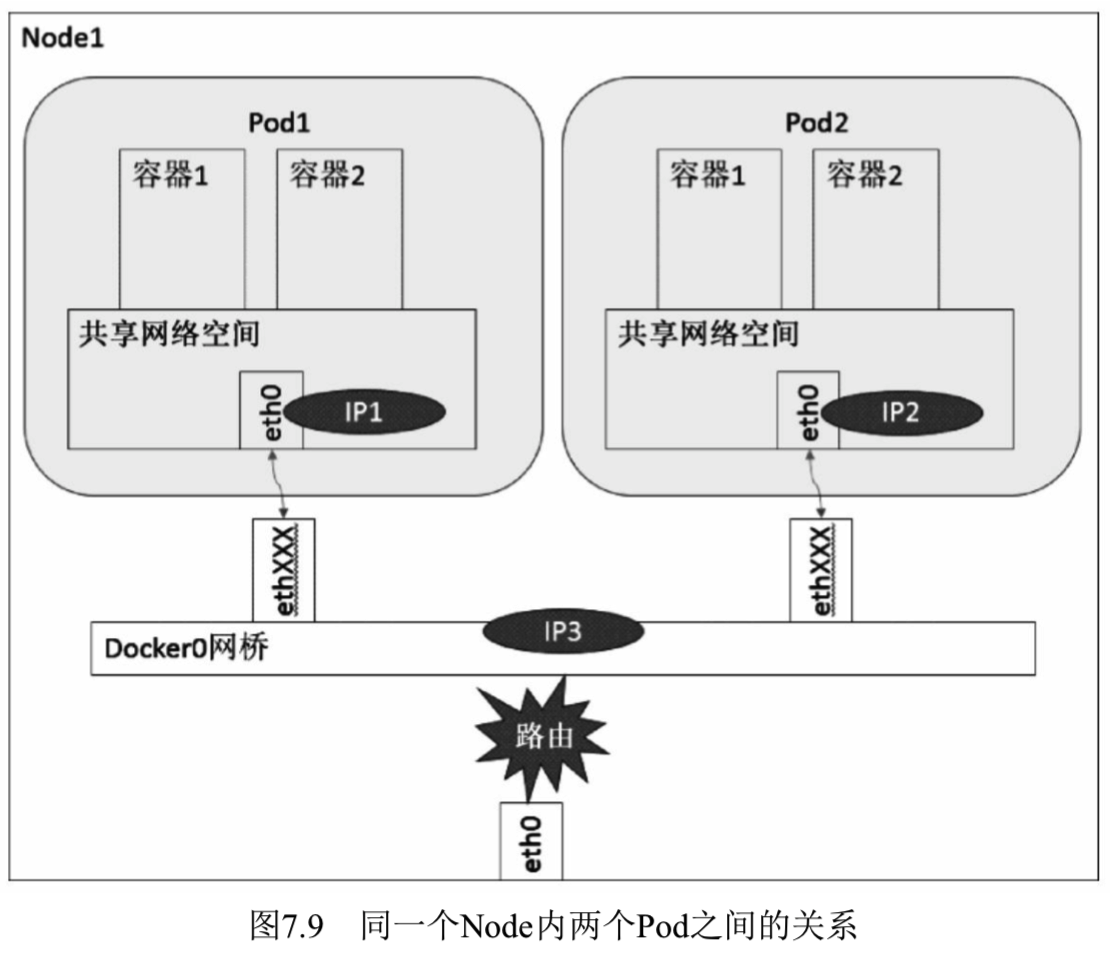 Node1
Pod1
容器1
容器2
共享网络空间
eth0
IP1
ethXXX
Pod2
容器1
容器2
共享网络空间
eth0
IP2
ethXXX
Docker0网桥
IP3
路由
eth0
图7.9 同一个Node内两个Pod之间的关系